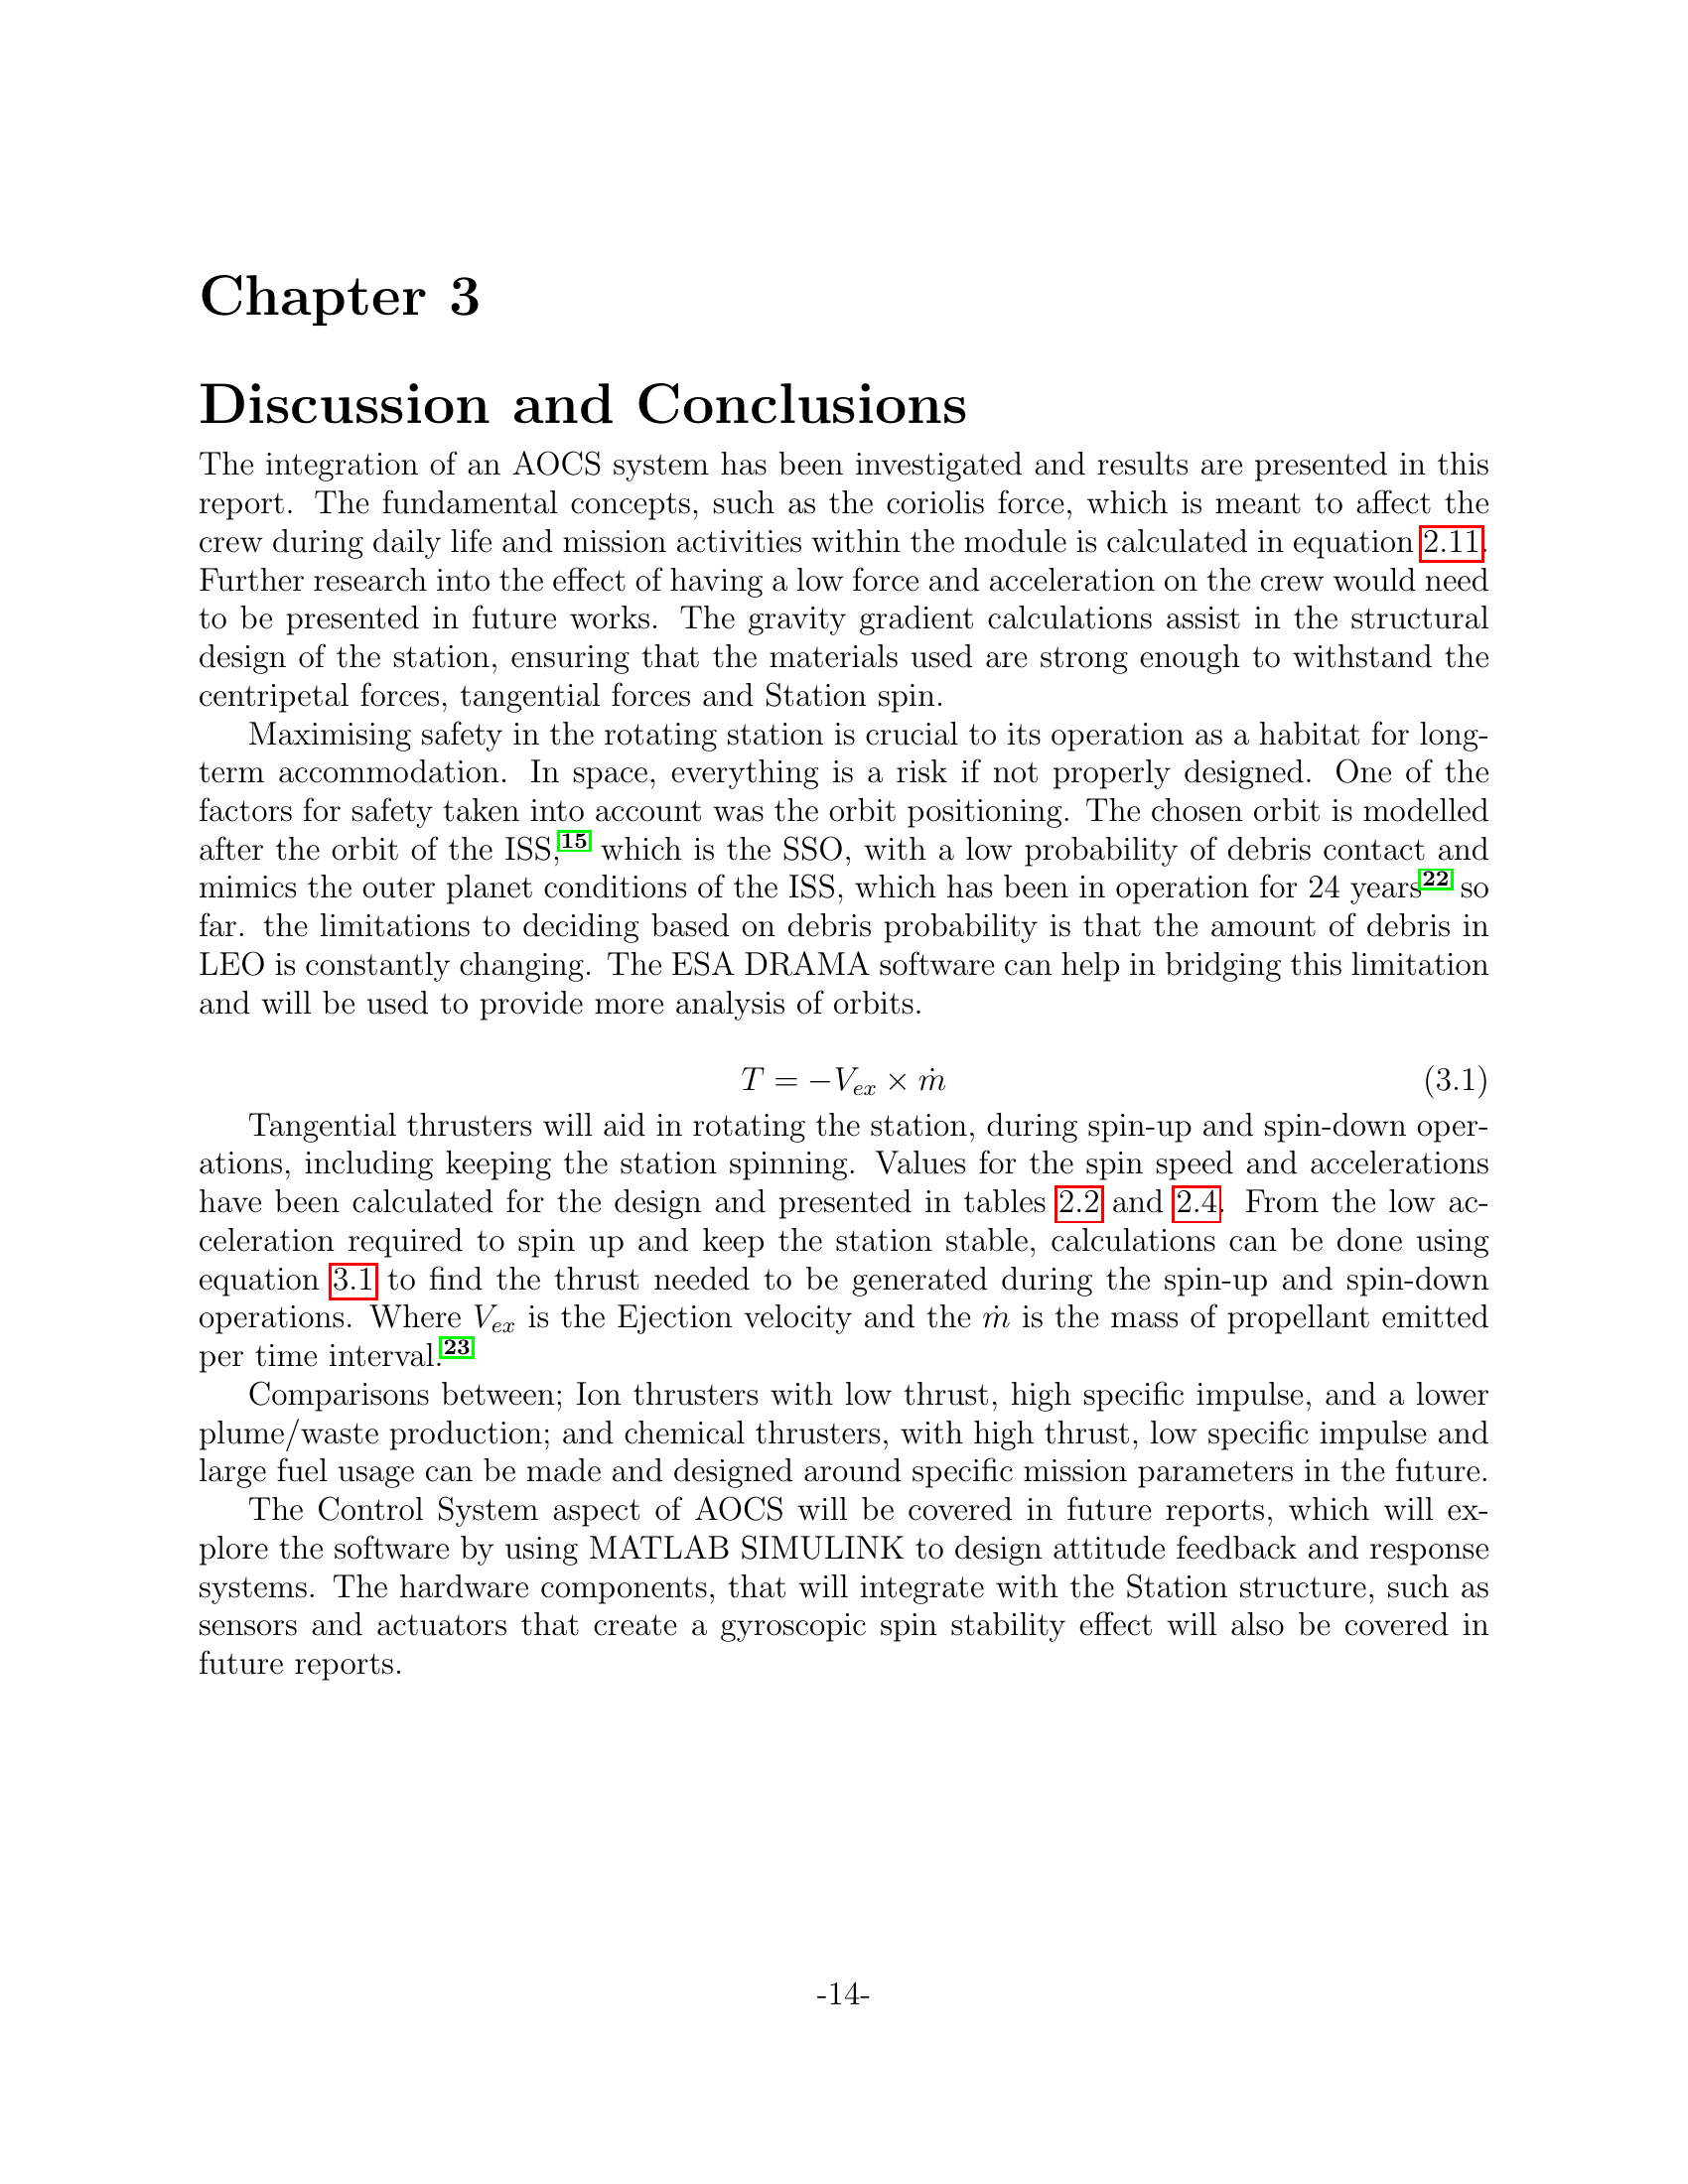 Chapter 3
Discussion and Conclusions
The integration of an AOCS system has been investigated and results are presented in this
report. The fundamental concepts, such as the coriolis force, which is meant to affect the
crew during daily life and mission activities within the module is calculated in equation 2.11.
Further research into the effect of having a low force and acceleration on the crew would need
to be presented in future works. The gravity gradient calculations assist in the structural
design of the station, ensuring that the materials used are strong enough to withstand the
centripetal forces, tangential forces and Station spin.
Maximising safety in the rotating station is crucial to its operation as a habitat for long-
term accommodation. In space, everything is a risk if not properly designed. One of the
factors for safety taken into account was the orbit positioning. The chosen orbit is modelled
after the orbit of the ISS,15 which is the SSO, with a low probability of debris contact and
mimics the outer planet conditions of the ISS, which has been in operation for 24 years22 so
far. the limitations to deciding based on debris probability is that the amount of debris in
LEO is constantly changing. The ESA DRAMA software can help in bridging this limitation
and will be used to provide more analysis of orbits.
T = −Vex × ṁ (3.1)
Tangential thrusters will aid in rotating the station, during spin-up and spin-down oper-
ations, including keeping the station spinning. Values for the spin speed and accelerations
have been calculated for the design and presented in tables 2.2 and 2.4. From the low ac-
celeration required to spin up and keep the station stable, calculations can be done using
equation 3.1 to find the thrust needed to be generated during the spin-up and spin-down
operations. Where Vex is the Ejection velocity and the ṁ is the mass of propellant emitted
per time interval.23
Comparisons between; Ion thrusters with low thrust, high specific impulse, and a lower
plume/waste production; and chemical thrusters, with high thrust, low specific impulse and
large fuel usage can be made and designed around specific mission parameters in the future.
The Control System aspect of AOCS will be covered in future reports, which will ex-
plore the software by using MATLAB SIMULINK to design attitude feedback and response
systems. The hardware components, that will integrate with the Station structure, such as
sensors and actuators that create a gyroscopic spin stability effect will also be covered in
future reports.
-14-